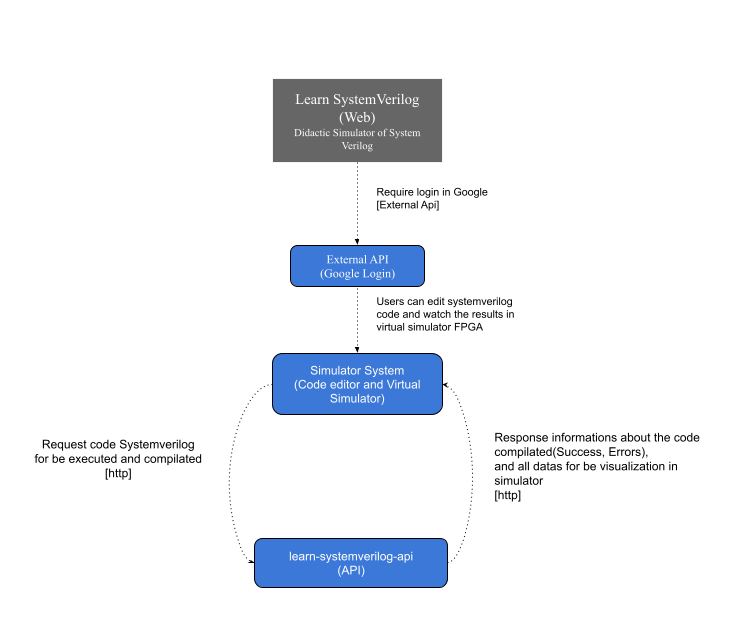 Learn SystemVerilog
(Web)
Didactic Simulator of System
Verilog
Require login in Google
[External Api]
External API
(Google Login)
Users can edit systemverilog
code and watch the results in
virtual simulator FPGA
Simulator System
(Code editor and Virtual
Simulator)
Request code Systemverilog
for be executed and compilated
[http]
Response informations about the code
compilated(Success, Errors),
and all datas for be visualization in
simulator
[http]
learn-systemverilog-api
(API)